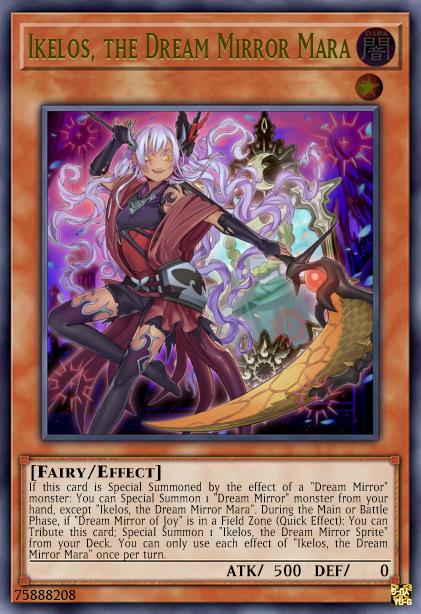 Ikelos, the Dream Mirror Mara
DARK
闇
[Fairy/Effect]
If this card is Special Summoned by the effect of a "Dream Mirror"
monster: You can Special Summon 1 "Dream Mirror" monster from your
hand, except "Ikelos, the Dream Mirror Mara". During the Main or Battle
Phase, if "Dream Mirror of Joy" is in a Field Zone (Quick Effect): You can
Tribute this card; Special Summon 1 "Ikelos, the Dream Mirror Sprite"
from your Deck. You can only use each effect of "Ikelos, the Dream
Mirror Mara" once per turn.
ATK/ 500 DEF/ 0
75888208